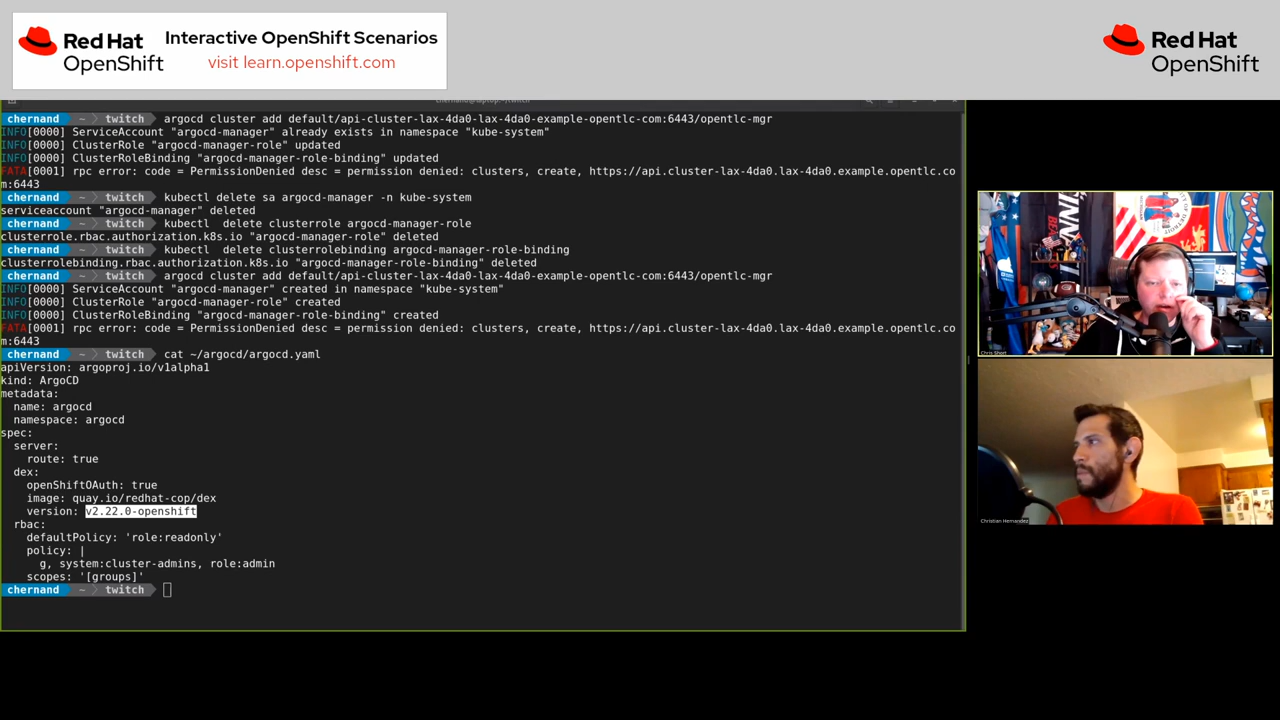 Red Hat
OpenShift
Interactive OpenShift Scenarios
visit learn.openshift.com
Red Hat
OpenShift
chernand ~ twitch argocd cluster add default/api-cluster-lax-4da0-lax-4da0-example-opentlc-com:6443/opentlc-mgr
INFO[0000] ServiceAccount "argocd-manager" already exists in namespace "kube-system"
INFO[0000] ClusterRole "argocd-manager-role" updated
INFO[0000] ClusterRoleBinding "argocd-manager-role-binding" updated
FATA[0001] rpc error: code = PermissionDenied desc = permission denied: clusters, create, https://api.cluster-lax-4da0.lax-4da0.example.opentlc.co
m:6443
chernand ~ twitch kubectl delete sa argocd-manager -n kube-system
serviceaccount "argocd-manager" deleted
chernand ~ twitch kubectl  delete clusterrole argocd-manager-role
clusterrole.rbac.authorization.k8s.io "argocd-manager-role" deleted
chernand ~ twitch kubectl  delete clusterrolebinding argocd-manager-role-binding
clusterrolebinding.rbac.authorization.k8s.io "argocd-manager-role-binding" deleted
chernand ~ twitch argocd cluster add default/api-cluster-lax-4da0-lax-4da0-example-opentlc-com:6443/opentlc-mgr
INFO[0000] ServiceAccount "argocd-manager" created in namespace "kube-system"
INFO[0000] ClusterRole "argocd-manager-role" created
INFO[0000] ClusterRoleBinding "argocd-manager-role-binding" created
FATA[0001] rpc error: code = PermissionDenied desc = permission denied: clusters, create, https://api.cluster-lax-4da0.lax-4da0.example.opentlc.co
m:6443
chernand ~ twitch cat ~/argocd/argocd.yaml
apiVersion: argoproj.io/v1alpha1
kind: ArgoCD
metadata:
  name: argocd
  namespace: argocd
spec:
  server:
    route: true
  dex:
    openShiftOAuth: true
    image: quay.io/redhat-cop/dex
    version: v2.22.0-openshift
  rbac:
    defaultPolicy: 'role:readonly'
    policy: |
      g, system:cluster-admins, role:admin
    scopes: '[groups]'
chernand ~ twitch
Chris Short
Christian Hernandez